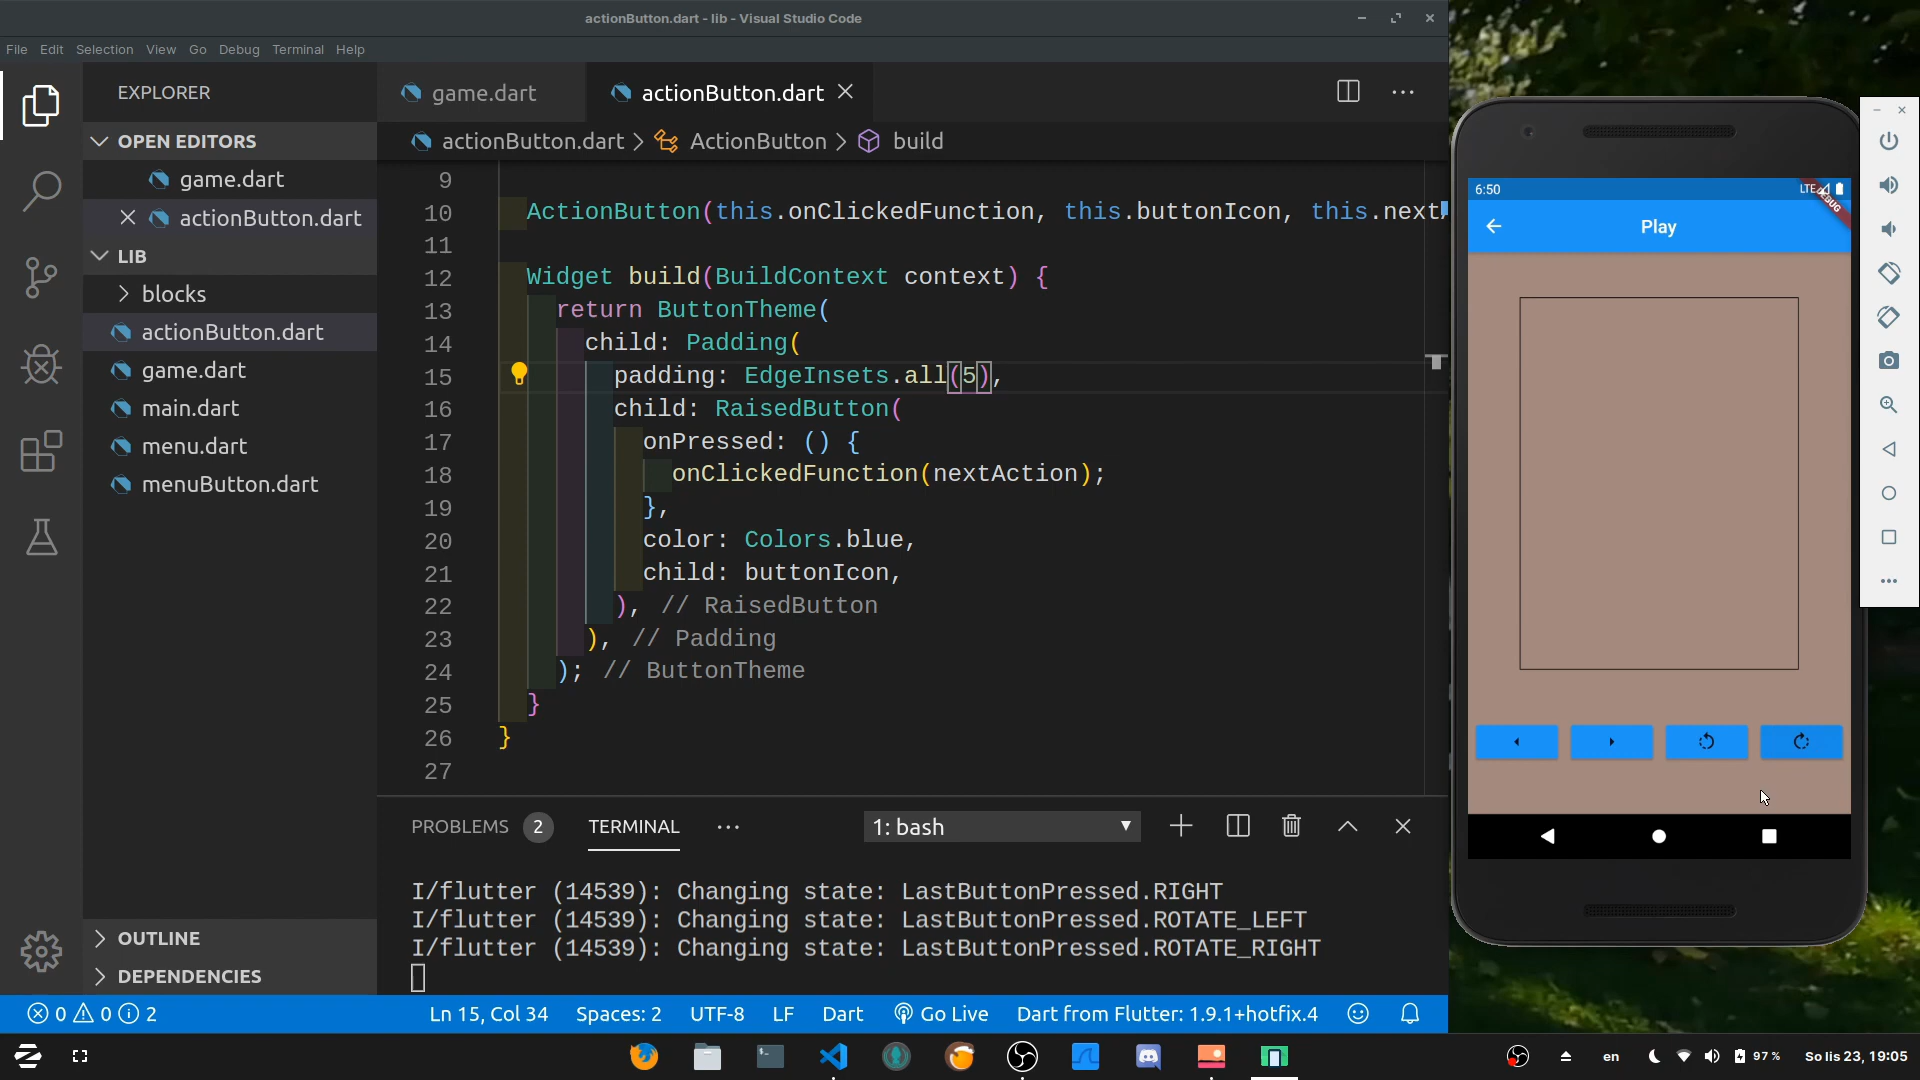 actionButton.dart - lib - Visual Studio Code
File Edit Selection View Go Debug Terminal Help
EXPLORER
OPEN EDITORS
game.dart
actionButton.dart
LIB
blocks
actionButton.dart
game.dart
main.dart
menu.dart
menuButton.dart
OUTLINE
DEPENDENCIES
game.dart
actionButton.dart
actionButton.dart > ActionButton > build
9
10 ActionButton(this.onClickedFunction, this.buttonIcon, this.next
11
12 Widget build(BuildContext context) {
13 return ButtonTheme(
14 child: Padding(
15 padding: EdgeInsets.all(5),
16 child: RaisedButton(
17 onPressed: () {
18 onClickedFunction(nextAction);
19 },
20 color: Colors.blue,
21 child: buttonIcon,
22 ), // RaisedButton
23 ), // Padding
24 ); // ButtonTheme
25 }
26 }
27
PROBLEMS 2 TERMINAL 1: bash
I/flutter (14539): Changing state: LastButtonPressed.RIGHT
I/flutter (14539): Changing state: LastButtonPressed.ROTATE_LEFT
I/flutter (14539): Changing state: LastButtonPressed.ROTATE_RIGHT
0 0 2 Ln 15, Col 34 Spaces: 2 UTF-8 LF Dart Go Live Dart from Flutter: 1.9.1+hotfix.4
6:50 LTE
DEBUG
Play
en 97 % So lis 23, 19:05